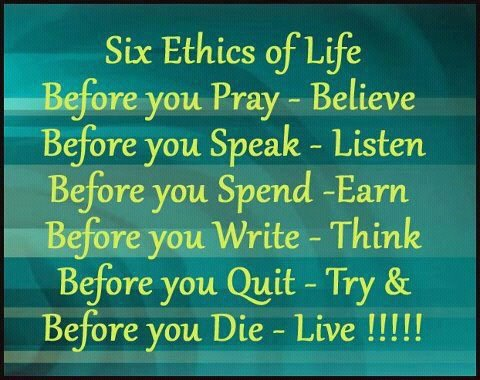 Six Ethics of Life
Before you Pray - Believe
Before you Speak - Listen
Before you Spend -Earn
Before you Write - Think
Before you Quit - Try &
Before you Die - Live !!!!!